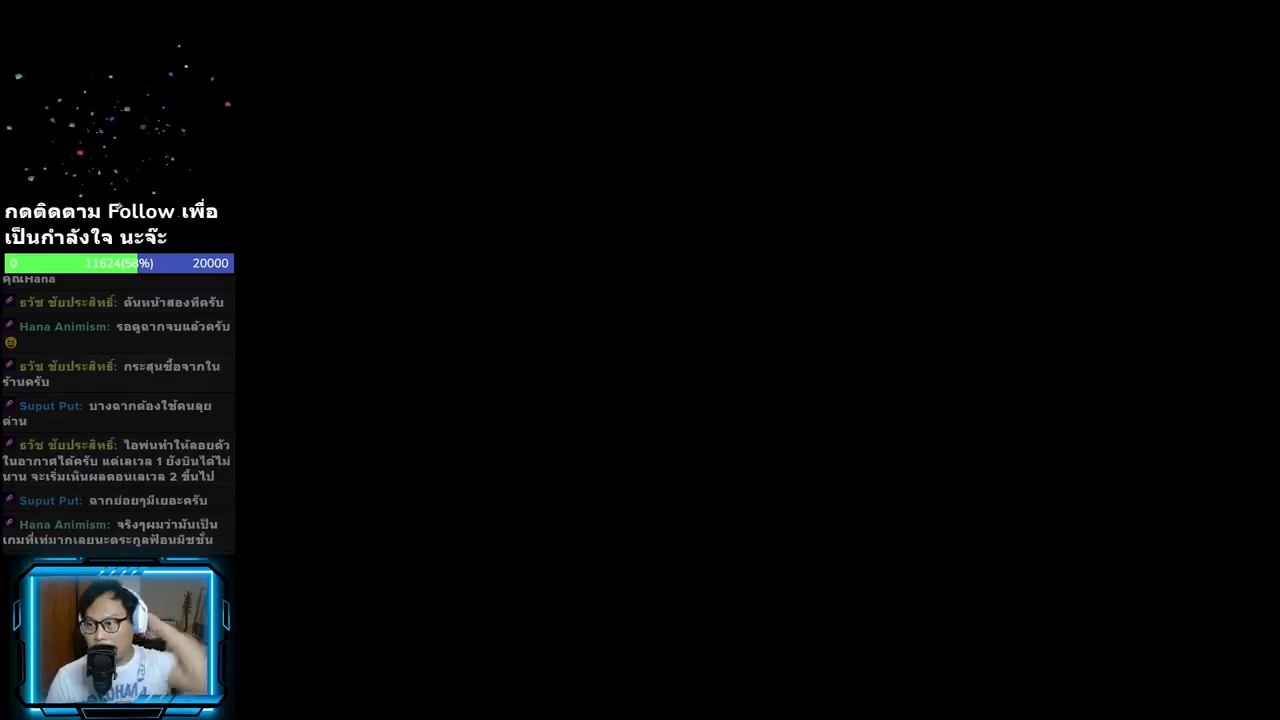 กดติดตาม Follow เพื่อ
เป็นกำลังใจ นะจ๊ะ
0 11624(58%) 20000
คุณHana
ธวัช ชัยประสิทธิ์: ดันหน้าสองทีครับ
Hana Animism: รอดูฉากจบแล้วครับ
ธวัช ชัยประสิทธิ์: กระสุนซื้อจากใน
ร้านครับ
Suput Put: บางฉากต้องใช้คนลุย
ด่าน
ธวัช ชัยประสิทธิ์: ไอพ่นทำให้ลอยตัว
ในอากาศได้ครับ แต่เลเวล 1 ยังบินได้ไม่
นาน จะเริ่มเห็นผลตอนเลเวล 2 ขึ้นไป
Suput Put: ฉากย่อยๆมีเยอะครับ
Hana Animism: จริงๆผมว่ามันเป็น
เกมที่เท่มากเลยนะตระกูลฟ้อนมิชชั่น